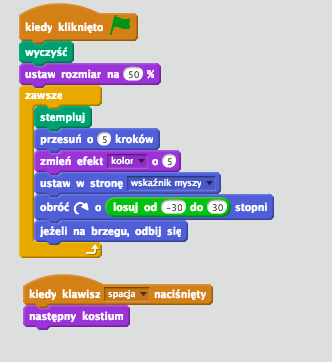 kiedy kliknięto
wyczyść
ustaw rozmiar na 50 %
zawsze
stempluj
przesuń o 5 kroków
zmień efekt kolor o 5
ustaw w stronę wskaźnik myszy
obróć o losuj od -30 do 30 stopni
jeżeli na brzegu, odbij się
kiedy klawisz spacja naciśnięty
następny kostium